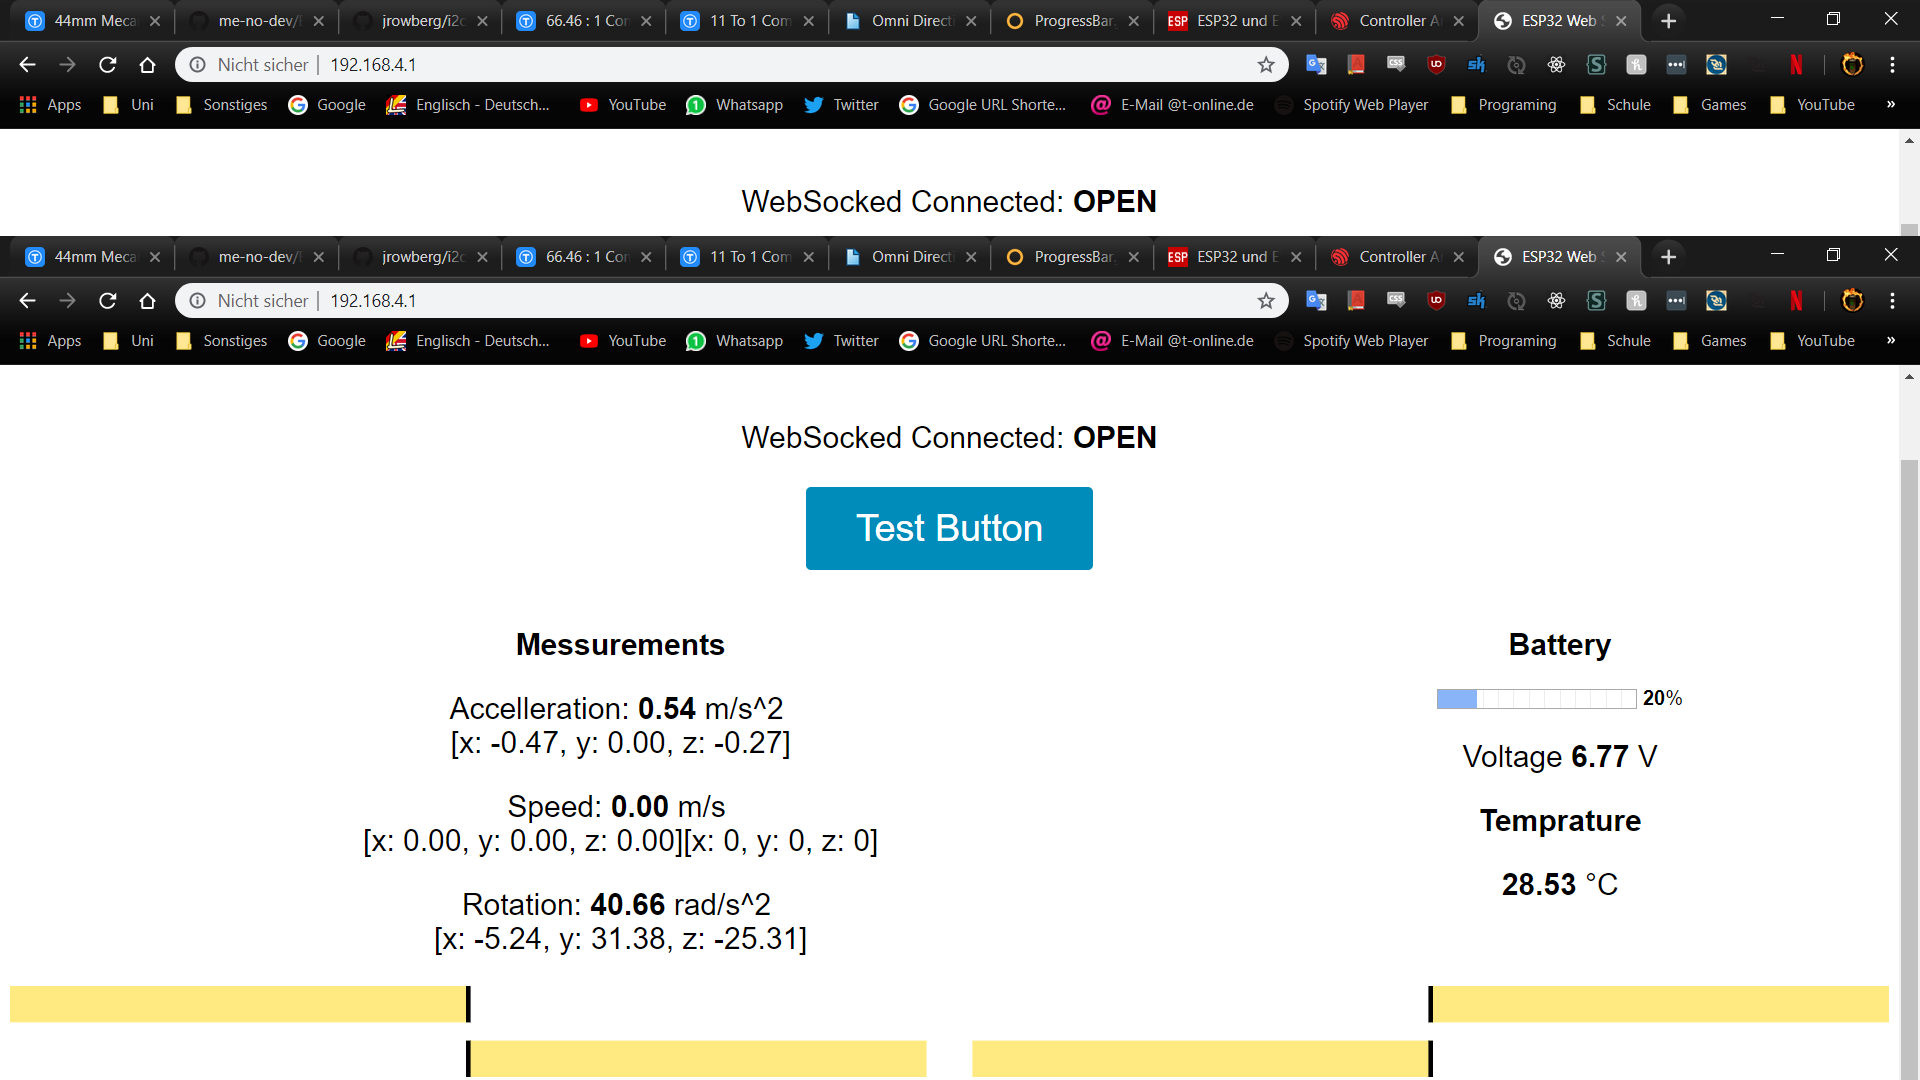 44mm Meca me-no-dev/ jrowberg/i2c 66.46 : 1 Con 11 To 1 Com Omni Directi ProgressBar. ESP ESP32 und E Controller A ESP32 Web S
Nicht sicher | 192.168.4.1
Apps Uni Sonstiges Google Englisch - Deutsch... YouTube Whatsapp Twitter Google URL Shorte... E-Mail @t-online.de Spotify Web Player Programing Schule Games YouTube »
WebSocked Connected: OPEN
44mm Meca me-no-dev/ jrowberg/i2c 66.46 : 1 Con 11 To 1 Com Omni Directi ProgressBar. ESP ESP32 und E Controller A ESP32 Web S
Nicht sicher | 192.168.4.1
Apps Uni Sonstiges Google Englisch - Deutsch... YouTube Whatsapp Twitter Google URL Shorte... E-Mail @t-online.de Spotify Web Player Programing Schule Games YouTube »
WebSocked Connected: OPEN
Test Button
Messurements
Accelleration: 0.54 m/s^2
[x: -0.47, y: 0.00, z: -0.27]
Speed: 0.00 m/s
[x: 0.00, y: 0.00, z: 0.00][x: 0, y: 0, z: 0]
Rotation: 40.66 rad/s^2
[x: -5.24, y: 31.38, z: -25.31]
Battery
20%
Voltage 6.77 V
Temprature
28.53 °C